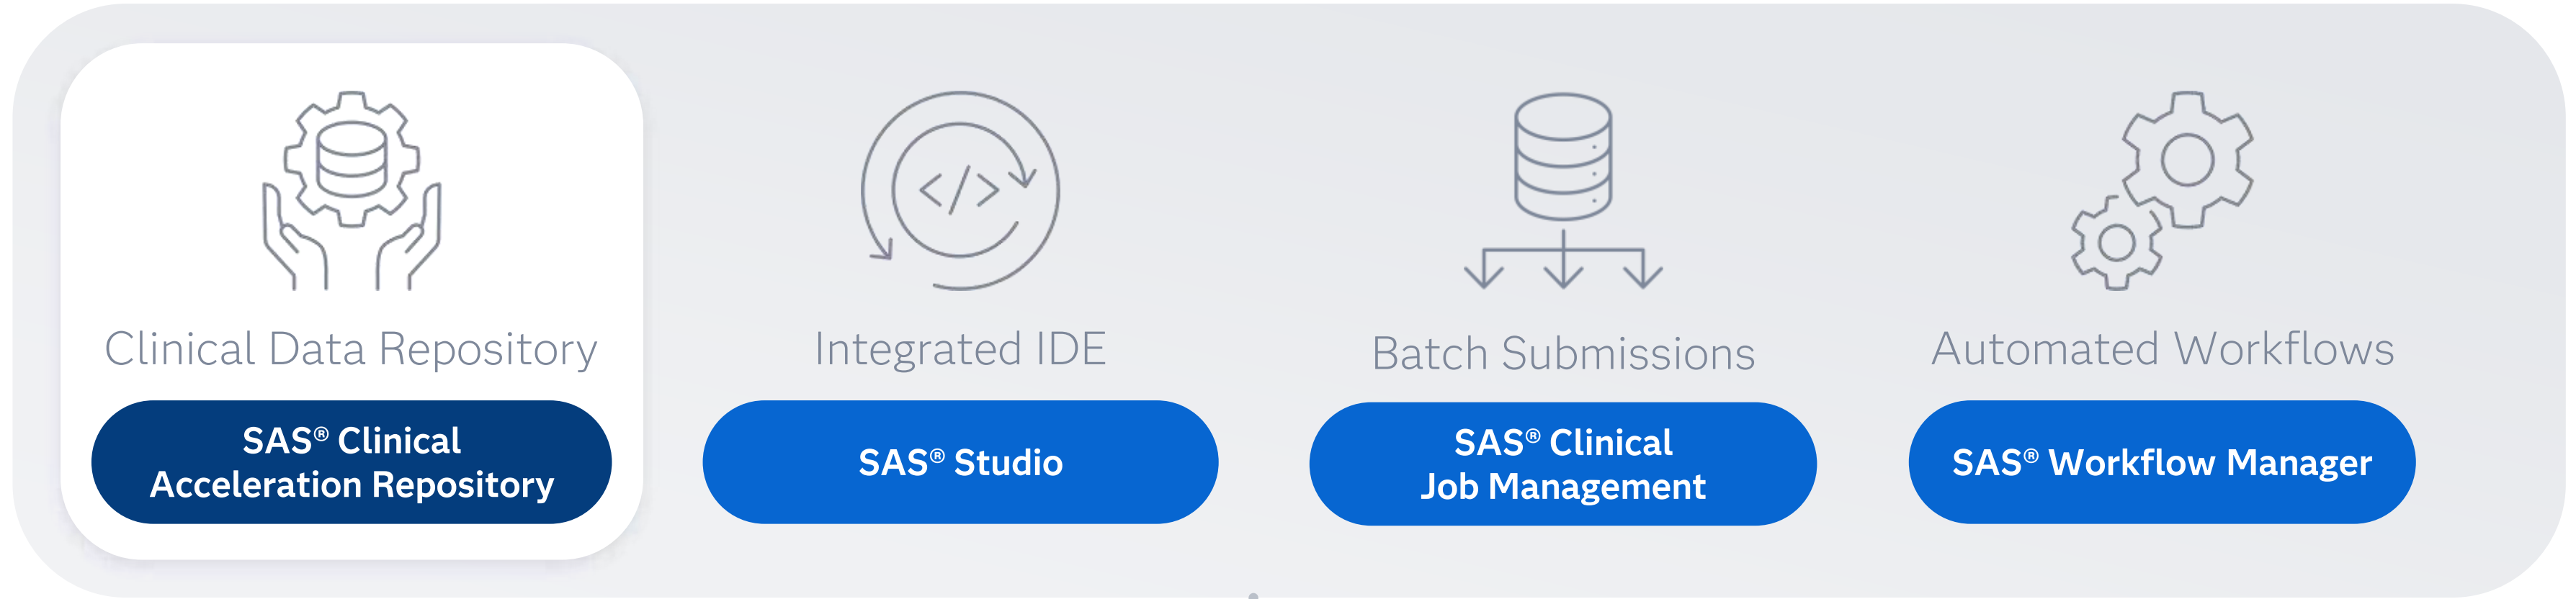 Clinical Data Repository
SAS® Clinical
Acceleration Repository
Integrated IDE
SAS® Studio
Batch Submissions
SAS® Clinical
Job Management
Automated Workflows
SAS® Workflow Manager